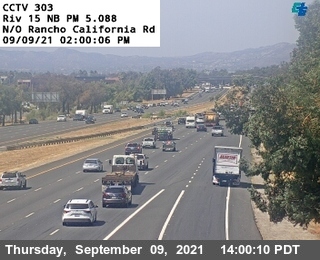 CCTV 303
Riv 15 NB PM 5.088
N/O Rancho California Rd
09/09/21 02:00:06 PM
Thursday, September 09, 2021 14:00:10 PDT